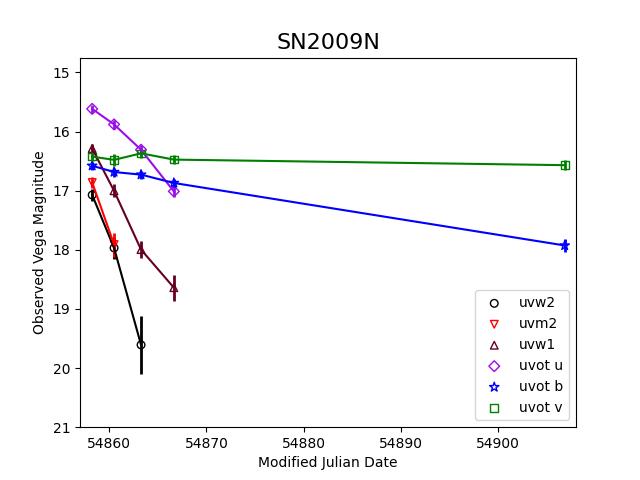 SN2009N
15
16
17
18
19
20
21
Observed Vega Magnitude
54860
54870
54880
54890
54900
Modified Julian Date
uvw2
uvm2
uvw1
uvot u
uvot b
uvot v